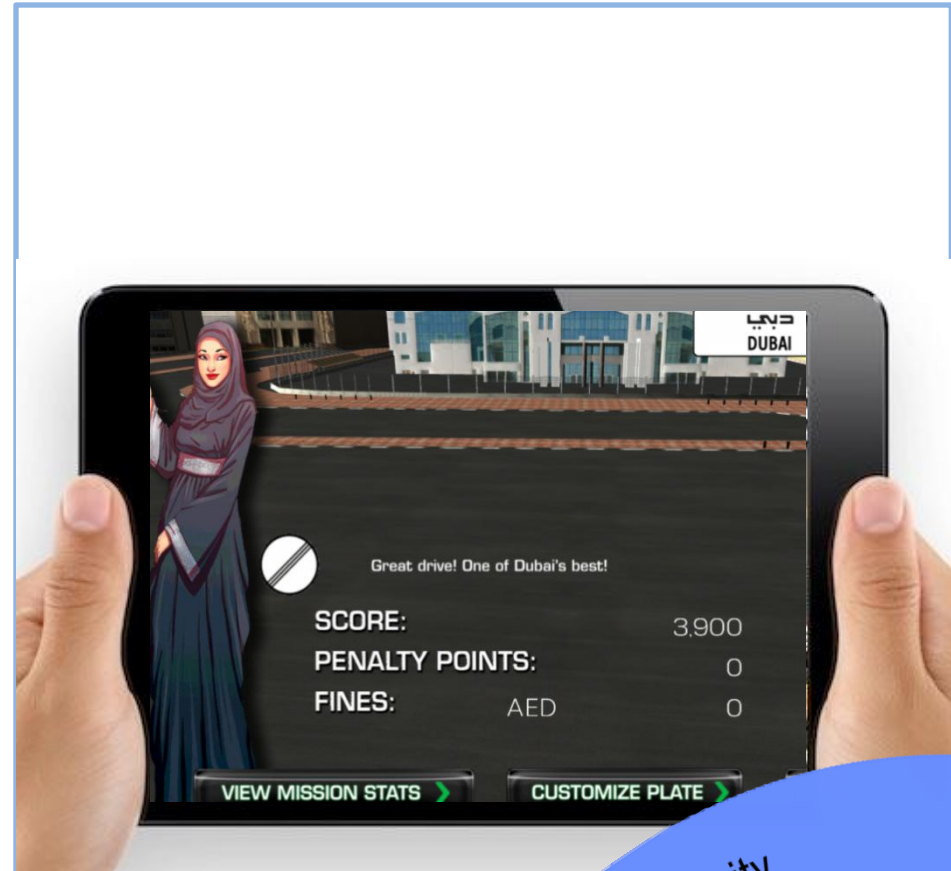 دبي
DUBAI
Great drive! One of Dubai's best!
SCORE: 3,900
PENALTY POINTS: 0
FINES: AED 0
VIEW MISSION STATS
CUSTOMIZE PLATE